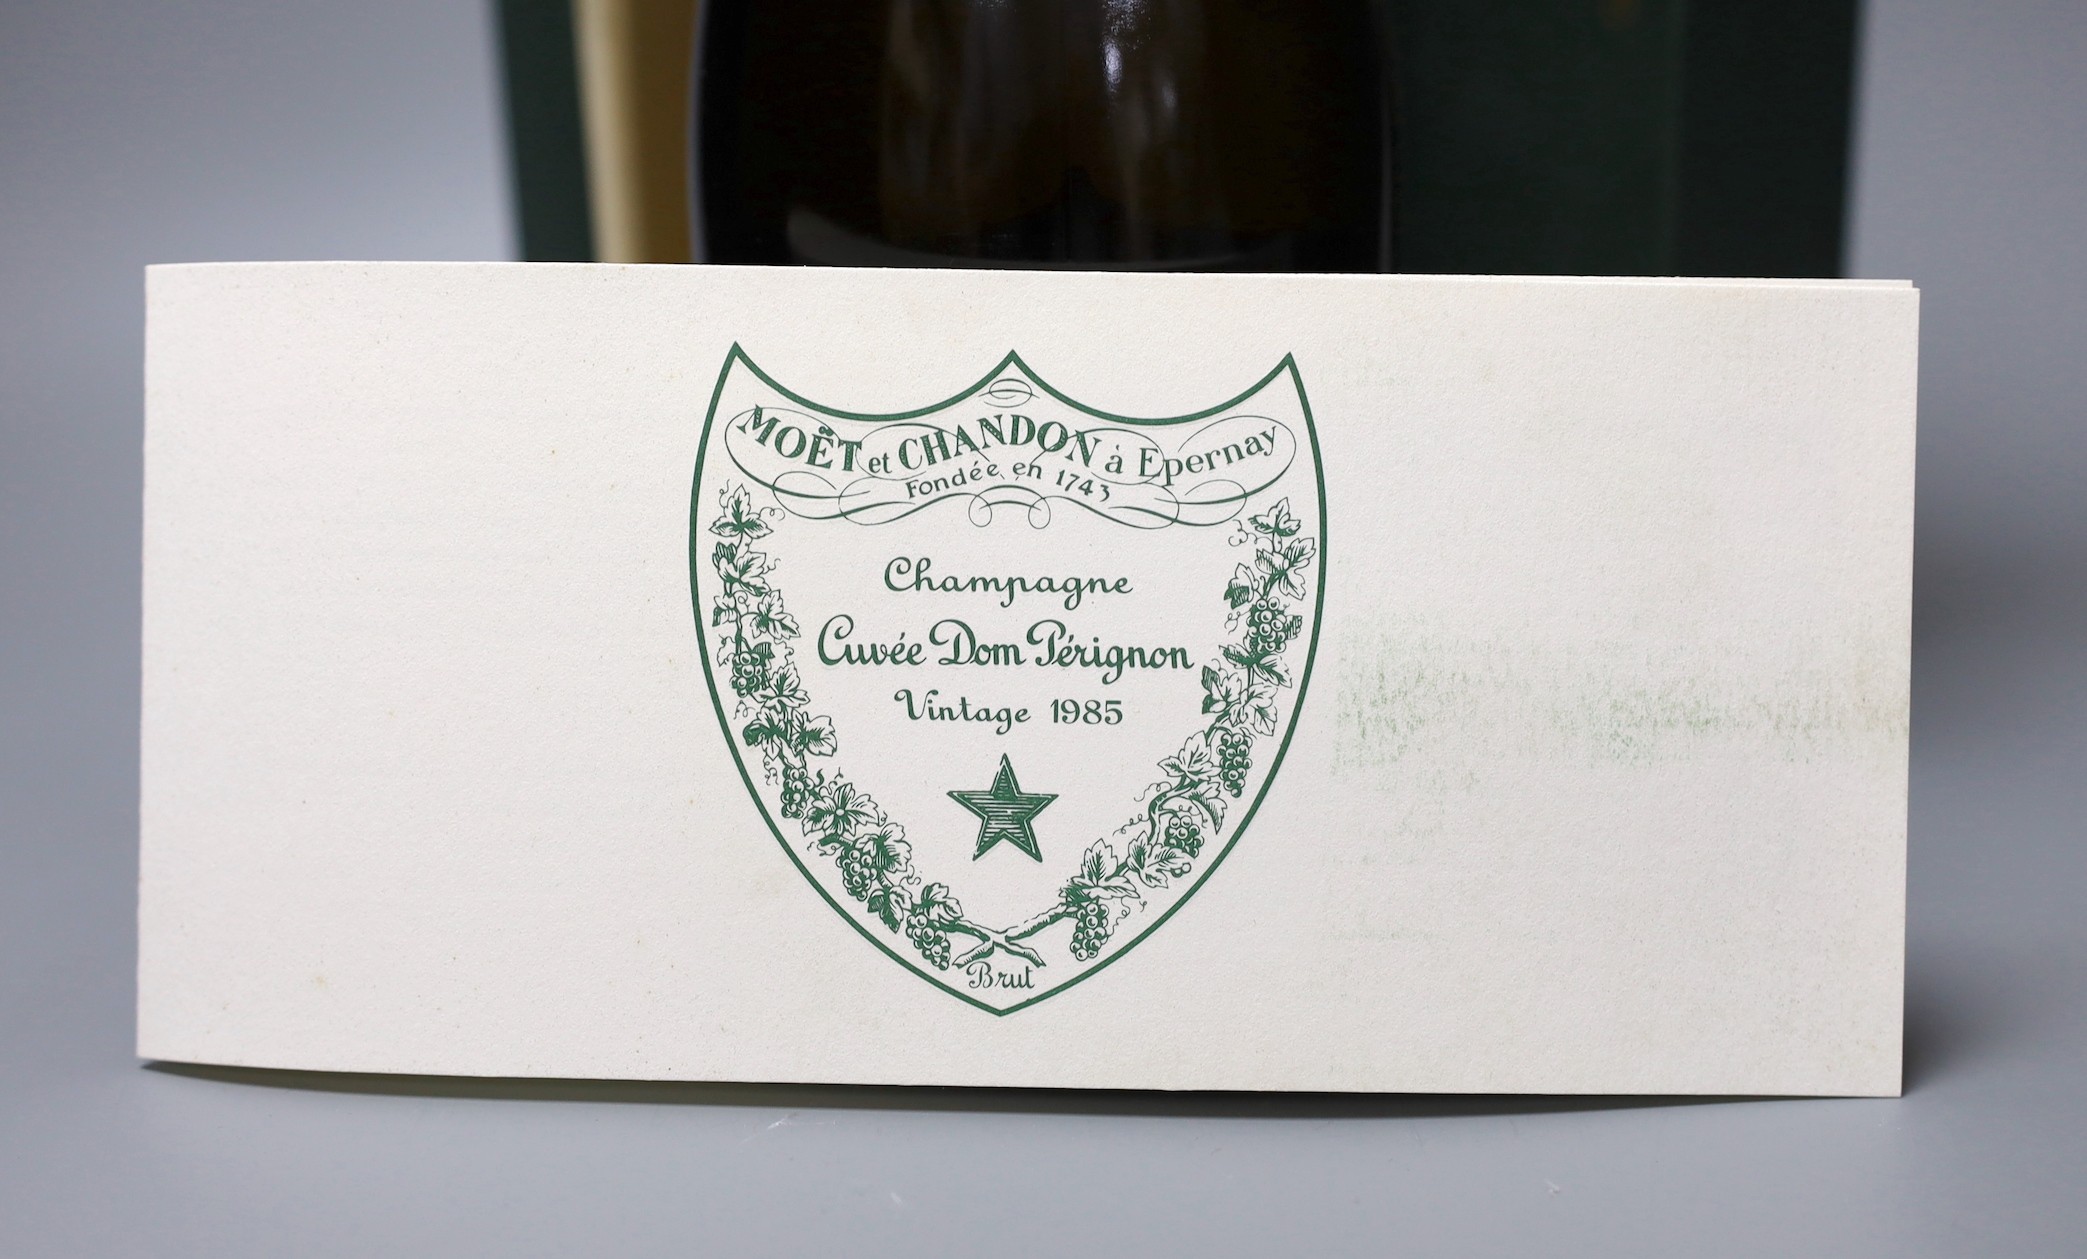 MOËT et CHANDON à Epernay
Fondée en 1743
Champagne
Cuvée Dom Pérignon
Vintage 1985
Brut